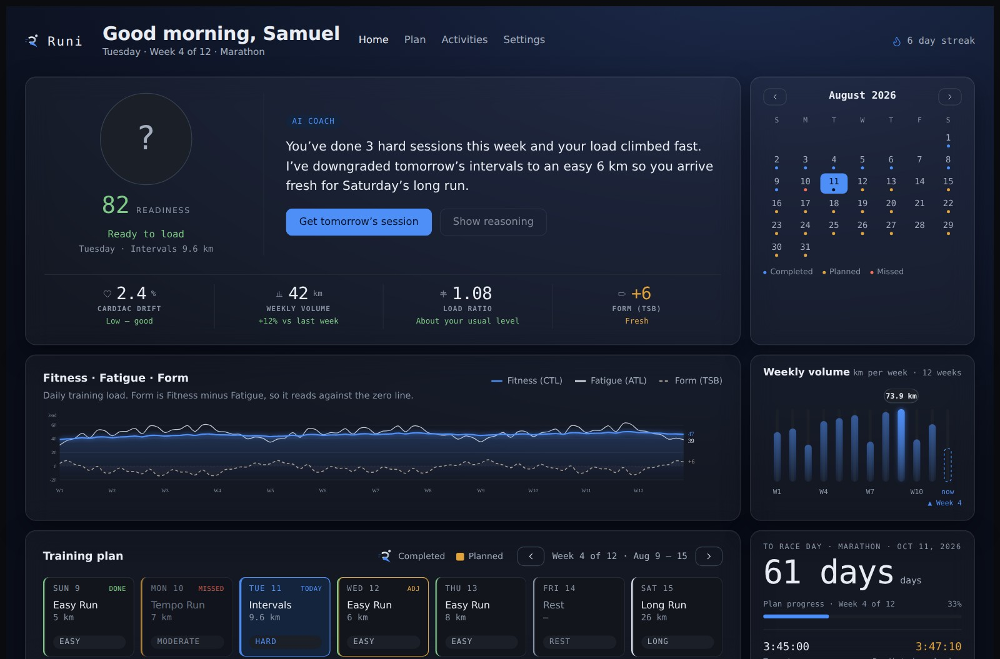 Runi
Good morning, Samuel
Tuesday · Week 4 of 12 · Marathon
Home Plan Activities Settings
6 day streak
?
82 READINESS
Ready to load
Tuesday · Intervals 9.6 km
AI COACH
You’ve done 3 hard sessions this week and your load climbed fast.
I’ve downgraded tomorrow’s intervals to an easy 6 km so you arrive
fresh for Saturday’s long run.
Get tomorrow’s session Show reasoning
2.4 %
CARDIAC DRIFT
Low — good
42 km
WEEKLY VOLUME
+12% vs last week
1.08
LOAD RATIO
About your usual level
+6
FORM (TSB)
Fresh
August 2026
S M T W T F S
1
2 3 4 5 6 7 8
9 10 11 12 13 14 15
16 17 18 19 20 21 22
23 24 25 26 27 28 29
30 31
Completed Planned Missed
Fitness · Fatigue · Form
Fitness (CTL) Fatigue (ATL) Form (TSB)
Daily training load. Form is Fitness minus Fatigue, so it reads against the zero line.
load
60
40
20
0
-20
47
39
+6
W1 W2 W3 W4 W5 W6 W7 W8 W9 W10 W11 W12
Weekly volume km per week · 12 weeks
73.9 km
W1 W4 W7 W10 now
▲ Week 4
Training plan
Completed Planned
Week 4 of 12 · Aug 9 — 15
SUN 9 DONE
Easy Run
5 km
EASY
MON 10 MISSED
Tempo Run
7 km
MODERATE
TUE 11 TODAY
Intervals
9.6 km
HARD
WED 12 ADJ
Easy Run
6 km
EASY
THU 13
Easy Run
8 km
EASY
FRI 14
Rest
—
REST
SAT 15
Long Run
26 km
LONG
TO RACE DAY · MARATHON · OCT 11, 2026
61 days days
Plan progress · Week 4 of 12 33%
3:45:00 3:47:10